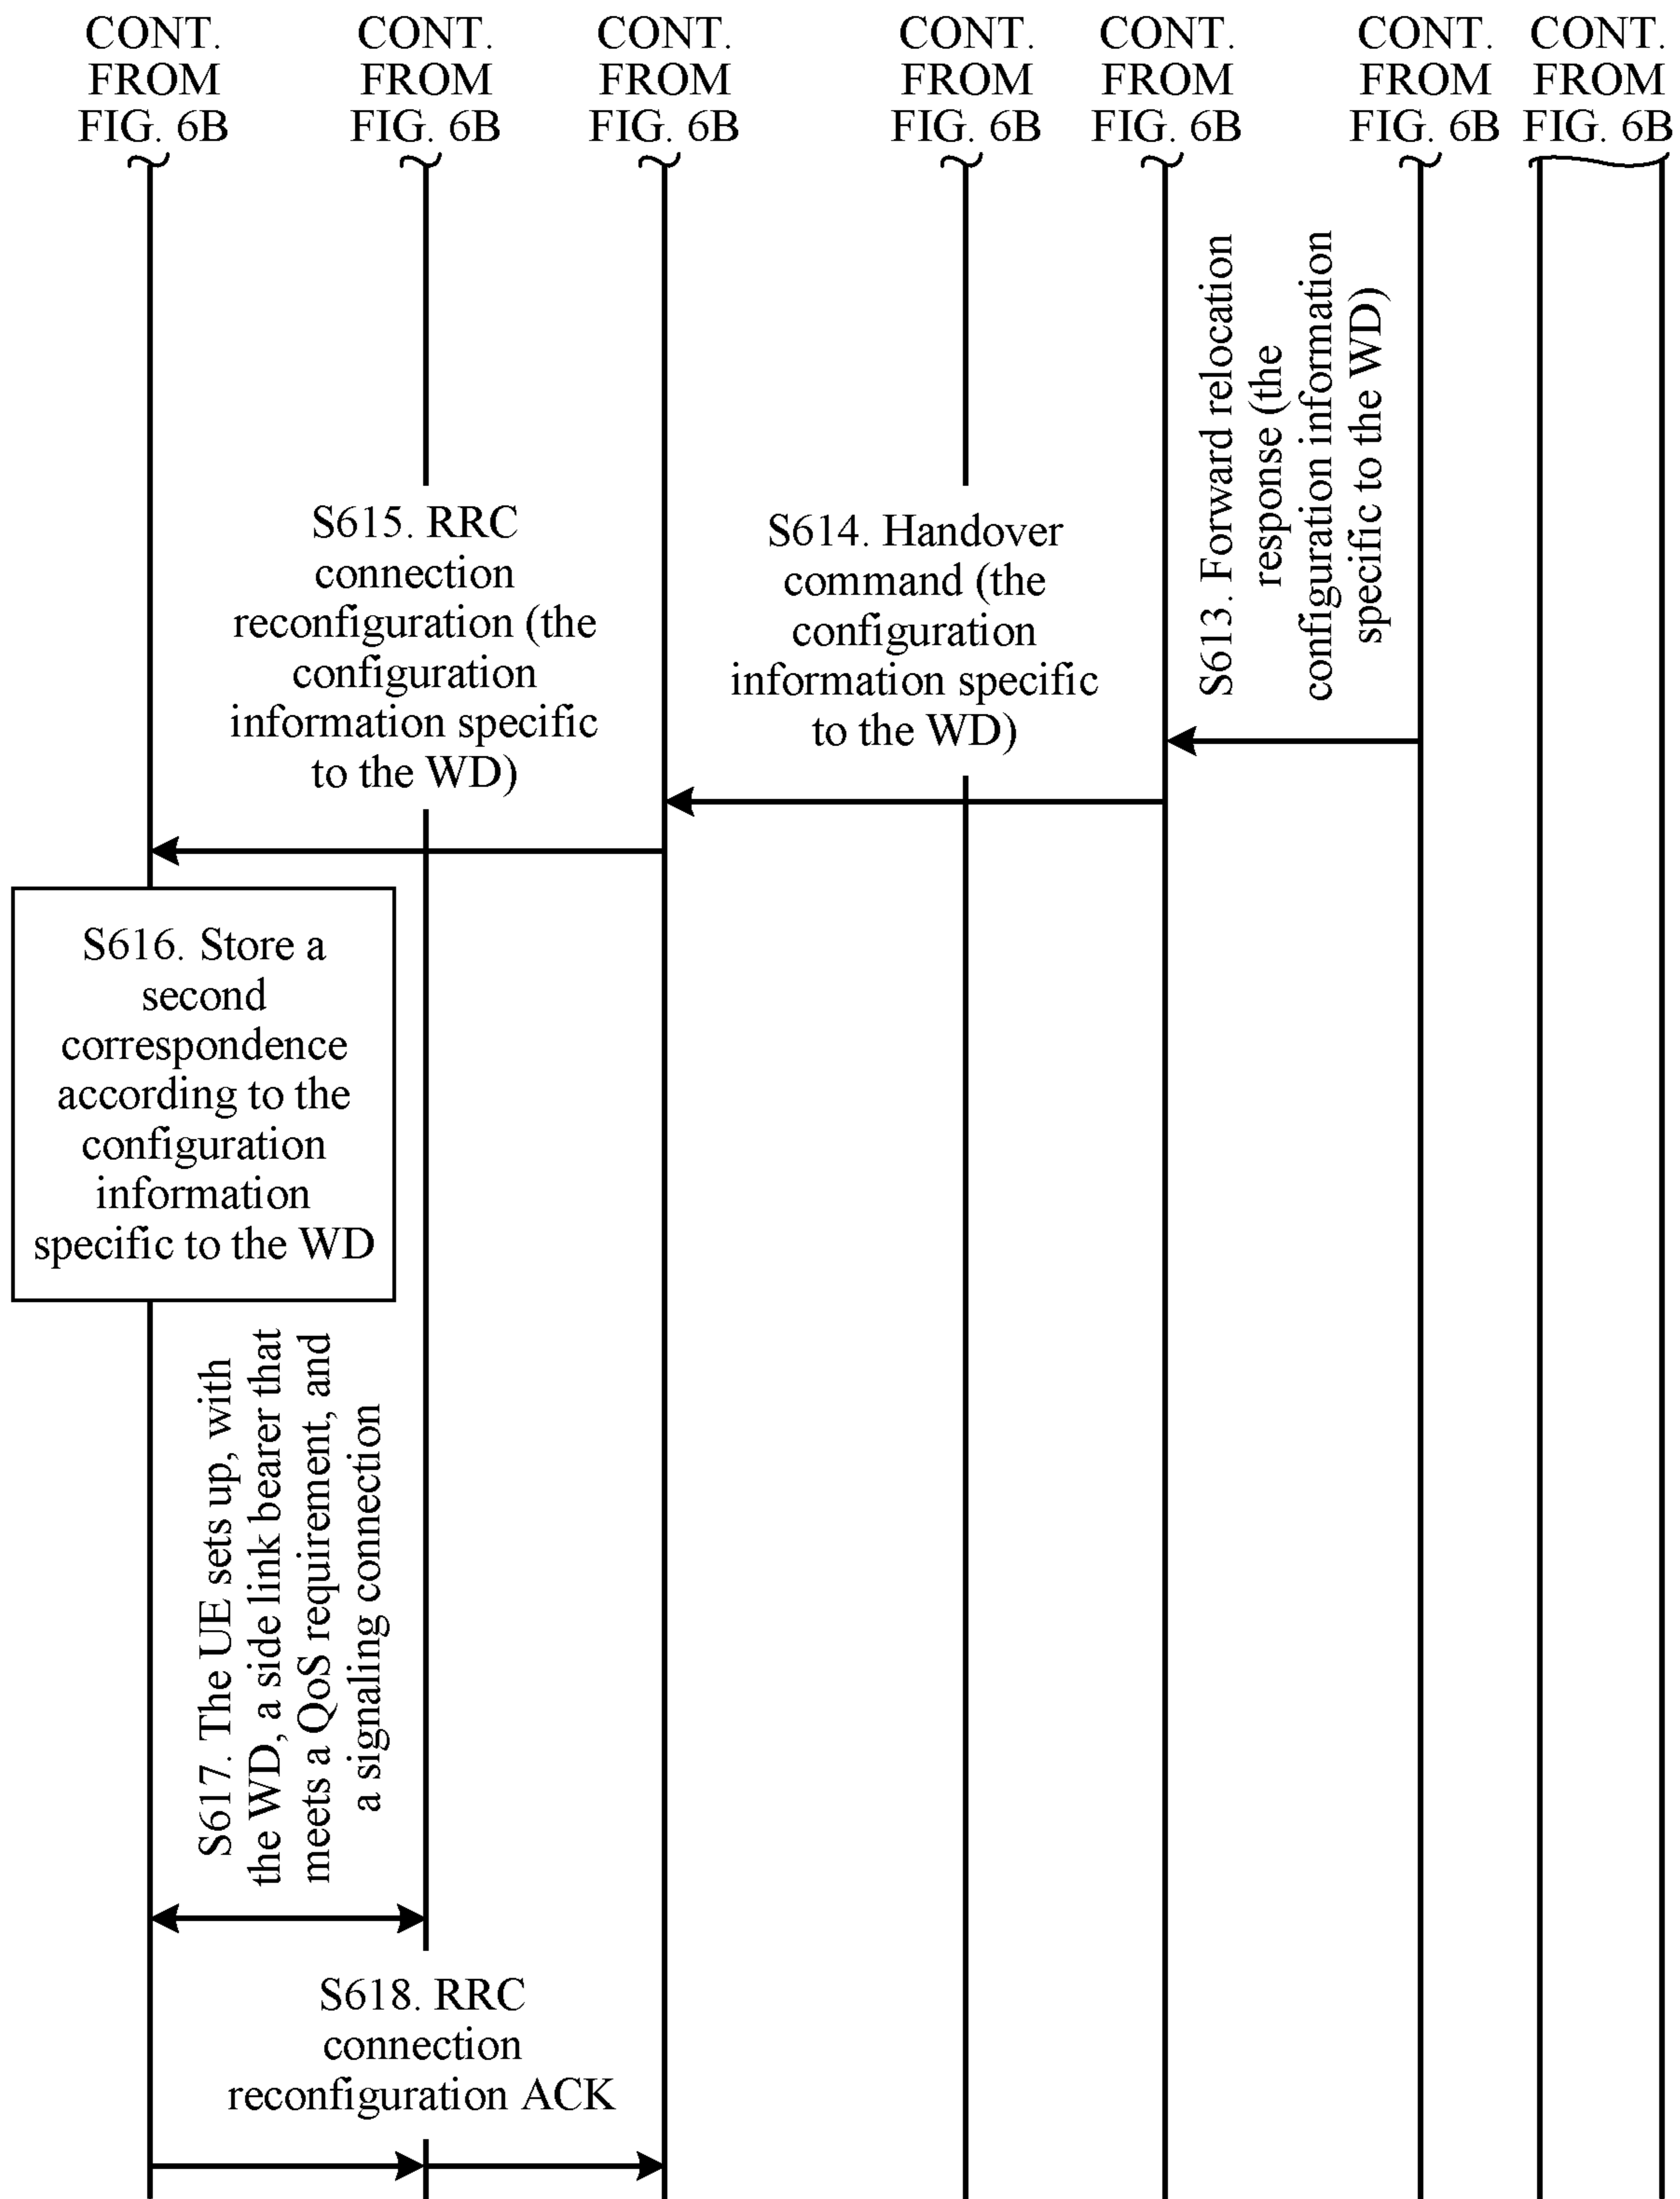 CONT.
FROM
FIG. 6B
CONT.
FROM
FIG. 6B
CONT.
FROM
FIG. 6B
CONT.
FROM
FIG. 6B
CONT.
FROM
FIG. 6B
CONT.
FROM
FIG. 6B
CONT.
FROM
FIG. 6B
S613. Forward relocation
response (the
configuration information
specific to the WD)
S614. Handover
command (the
configuration
information specific
to the WD)
S615. RRC
connection
reconfiguration (the
configuration
information specific
to the WD)
S616. Store a
second
correspondence
according to the
configuration
information
specific to the WD
S617. The UE sets up, with
the WD, a side link bearer that
meets a QoS requirement, and
a signaling connection
S618. RRC
connection
reconfiguration ACK